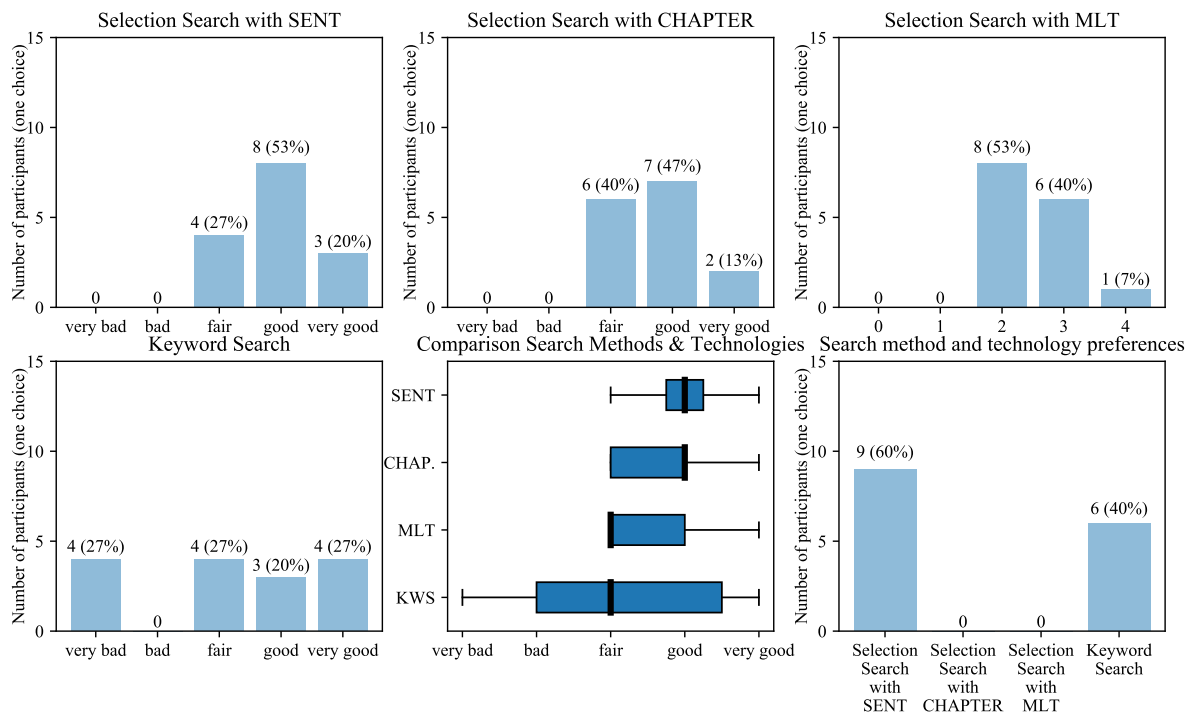 Selection Search with SENT
Number of participants (one choice)
15
10
5
0
0
0
4 (27%)
8 (53%)
3 (20%)
very bad
bad
fair
good
very good
Selection Search with CHAPTER
Number of participants (one choice)
15
10
5
0
0
0
6 (40%)
7 (47%)
2 (13%)
very bad
bad
fair
good
very good
Selection Search with MLT
Number of participants (one choice)
15
10
5
0
0
0
8 (53%)
6 (40%)
1 (7%)
0
1
2
3
4
Keyword Search
Number of participants (one choice)
15
10
5
0
4 (27%)
0
4 (27%)
3 (20%)
4 (27%)
very bad
bad
fair
good
very good
Comparison Search Methods & Technologies
SENT
CHAP.
MLT
KWS
very bad
bad
fair
good
very good
Search method and technology preferences
Number of participants (one choice)
15
10
5
0
9 (60%)
0
0
6 (40%)
Selection
Search
with
SENT
Selection
Search
with
CHAPTER
Selection
Search
with
MLT
Keyword
Search